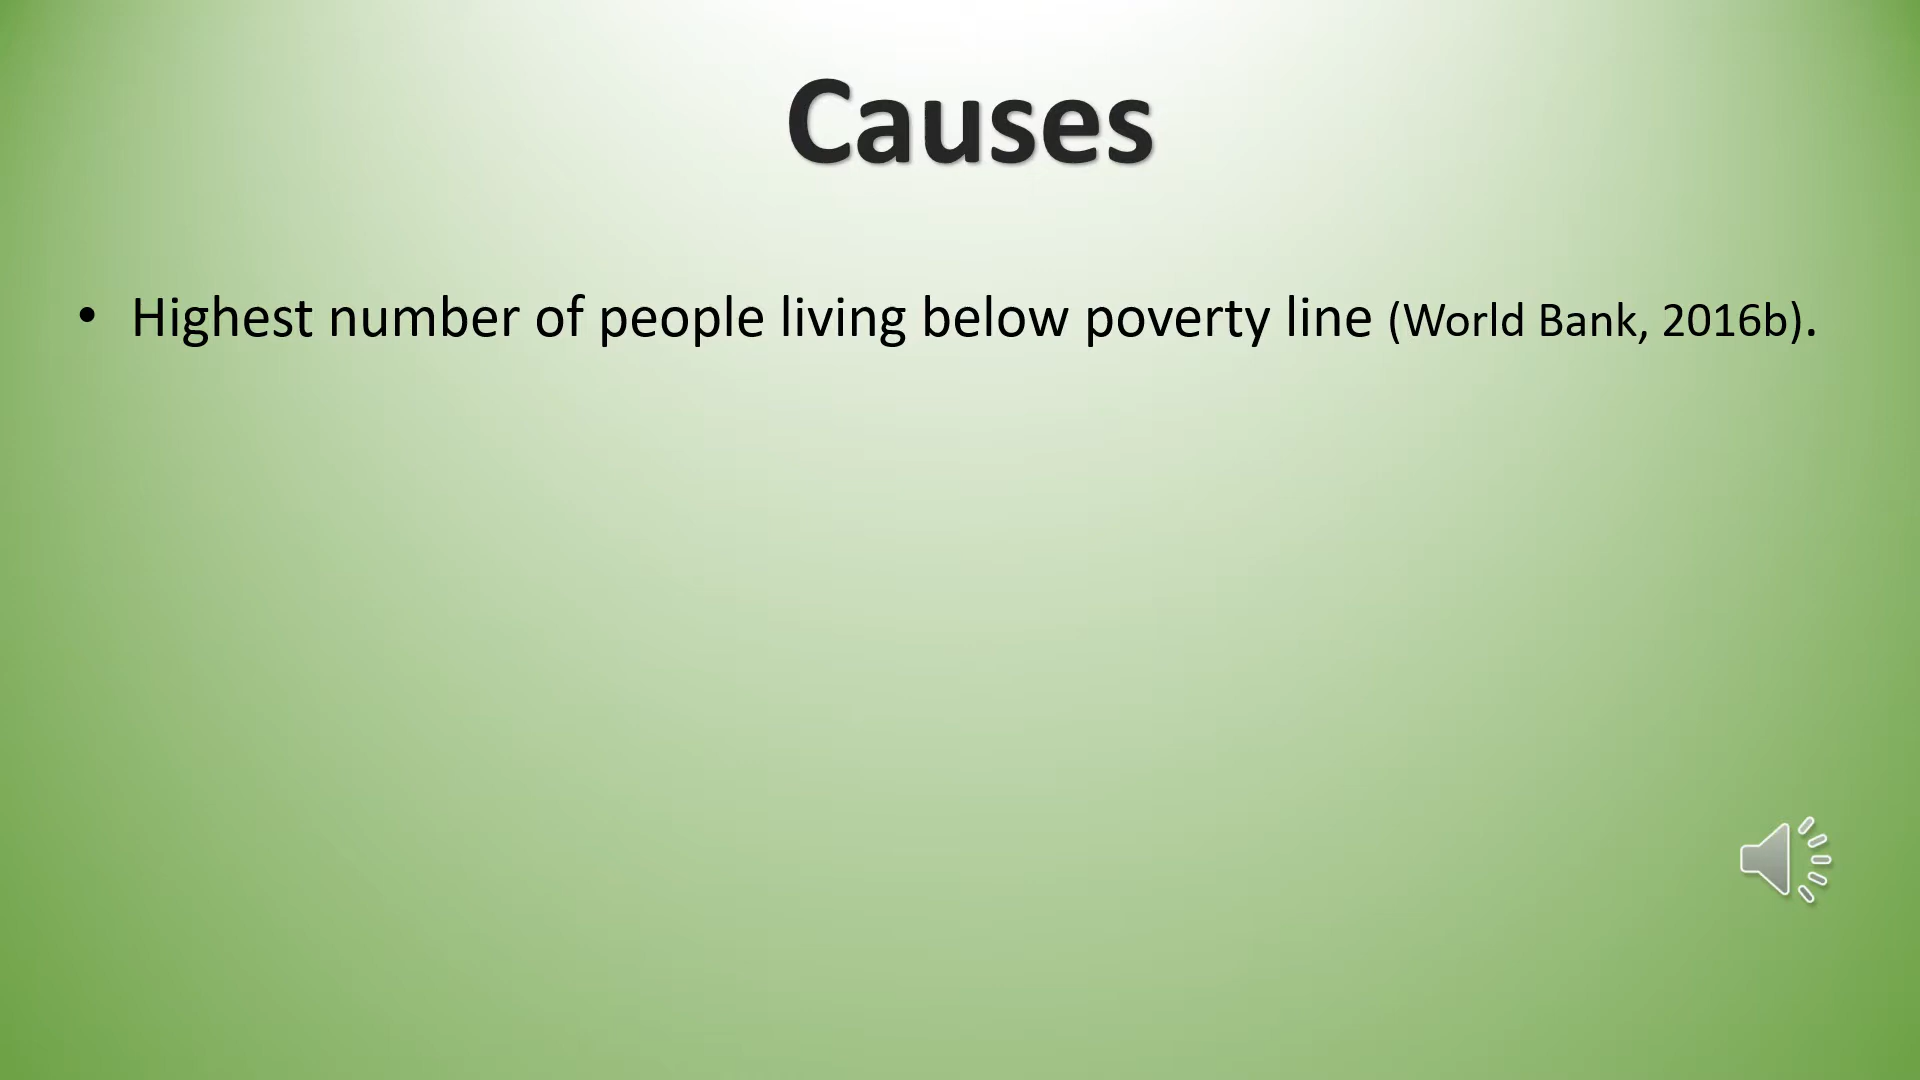 Causes
• Highest number of people living below poverty line (World Bank, 2016b).